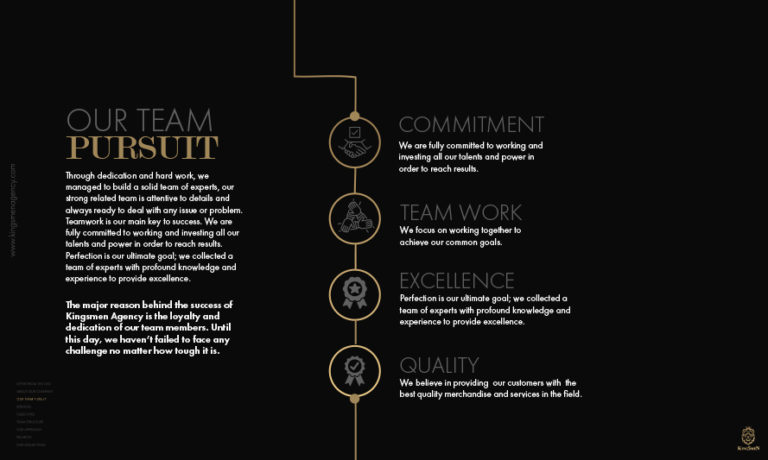 OUR TEAM
PURSUIT
Through dedication and hard work, we
managed to build a solid team of experts, our
strong related team is attentive to details and
always ready to deal with any issue or problem.
Teamwork is our main key to success. We are
fully committed to working and investing all our
talents and power in order to reach results.
Perfection is our ultimate goal; we collected a
team of experts with profound knowledge and
experience to provide excellence.
The major reason behind the success of
Kingsmen Agency is the loyalty and
dedication of our team members. Until
this day, we haven't failed to face any
challenge no matter how tough it is.
COMMITMENT
We are fully committed to working and
investing all our talents and power in
order to reach results.
TEAM WORK
We focus on working together to
achieve our common goals.
EXCELLENCE
Perfection is our ultimate goal; we collected a
team of experts with profound knowledge and
experience to provide excellence.
QUALITY
We believe in providing our customers with the
best quality merchandise and services in the field.
www.kingsmenagency.com
OUR TEAM PURSUIT